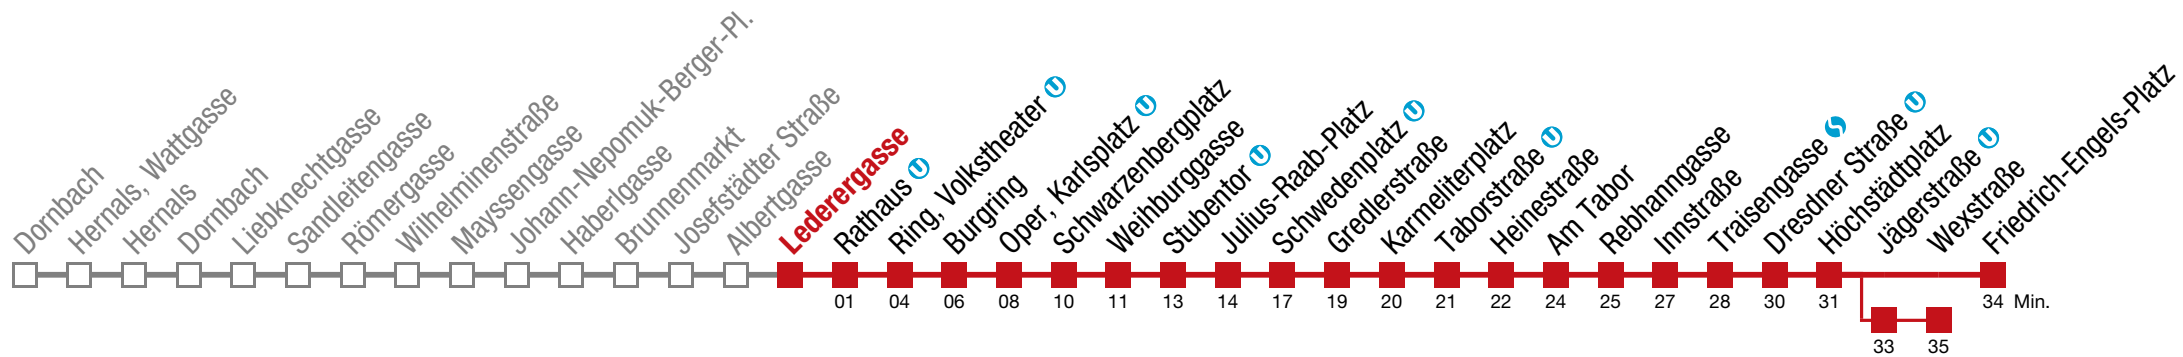 Dornbach
Hernals, Wattgasse
Hernals
Dornbach
Liebknechtgasse
Sandleitengasse
Römergasse
Wilhelminenstraße
Mayssengasse
Johann-Nepomuk-Berger-Pl.
Haberlgasse
Brunnenmarkt
Josefstädter Straße
Albertgasse
Lederergasse
Rathaus U
Ring, Volkstheater U
Burgring
Oper, Karlsplatz U
Schwarzenbergplatz
Weihburggasse
Stubentor U
Julius-Raab-Platz
Schwedenplatz U
Gredlerstraße
Karmeliterplatz
Taborstraße U
Heinestraße
Am Tabor
Rebhanngasse
Innstraße
Traisengasse S
Dresdner Straße U
Höchstädtplatz
Jägerstraße U
Wexstraße
Friedrich-Engels-Platz
01 04 06 08 10 11 13 14 17 19 20 21 22 24 25 27 28 30 31 34 Min.
33 35